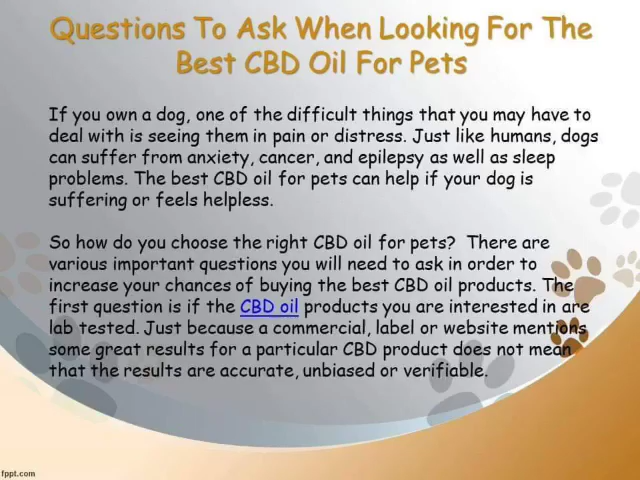 Questions To Ask When Looking For The
Best CBD Oil For Pets
If you own a dog, one of the difficult things that you may have to
deal with is seeing them in pain or distress. Just like humans, dogs
can suffer from anxiety, cancer, and epilepsy as well as sleep
problems. The best CBD oil for pets can help if your dog is
suffering or feels helpless.
So how do you choose the right CBD oil for pets? There are
various important questions you will need to ask in order to
increase your chances of buying the best CBD oil products. The
first question is if the CBD oil products you are interested in are
lab tested. Just because a commercial, label or website mentions
some great results for a particular CBD product does not mean
that the results are accurate, unbiased or verifiable.
fppt.com